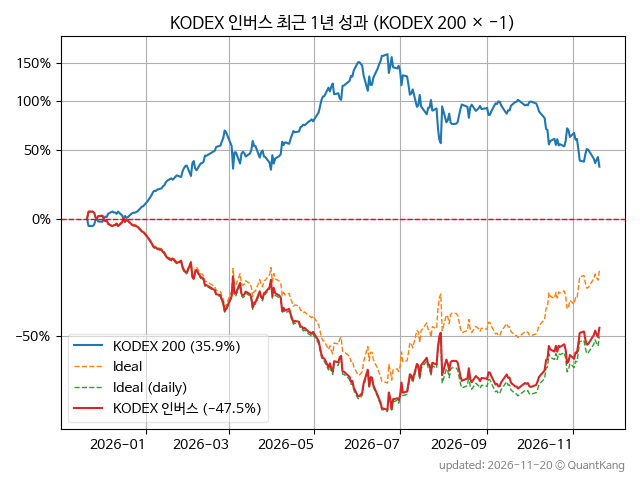 KODEX 인버스 최근 1년 성과 (KODEX 200 × −1)
150%
100%
50%
0%
−50%
KODEX 200 (35.9%)
Ideal
Ideal (daily)
KODEX 인버스 (−47.5%)
2026-01
2026-03
2026-05
2026-07
2026-09
2026-11
updated: 2026-11-20 © QuantKang